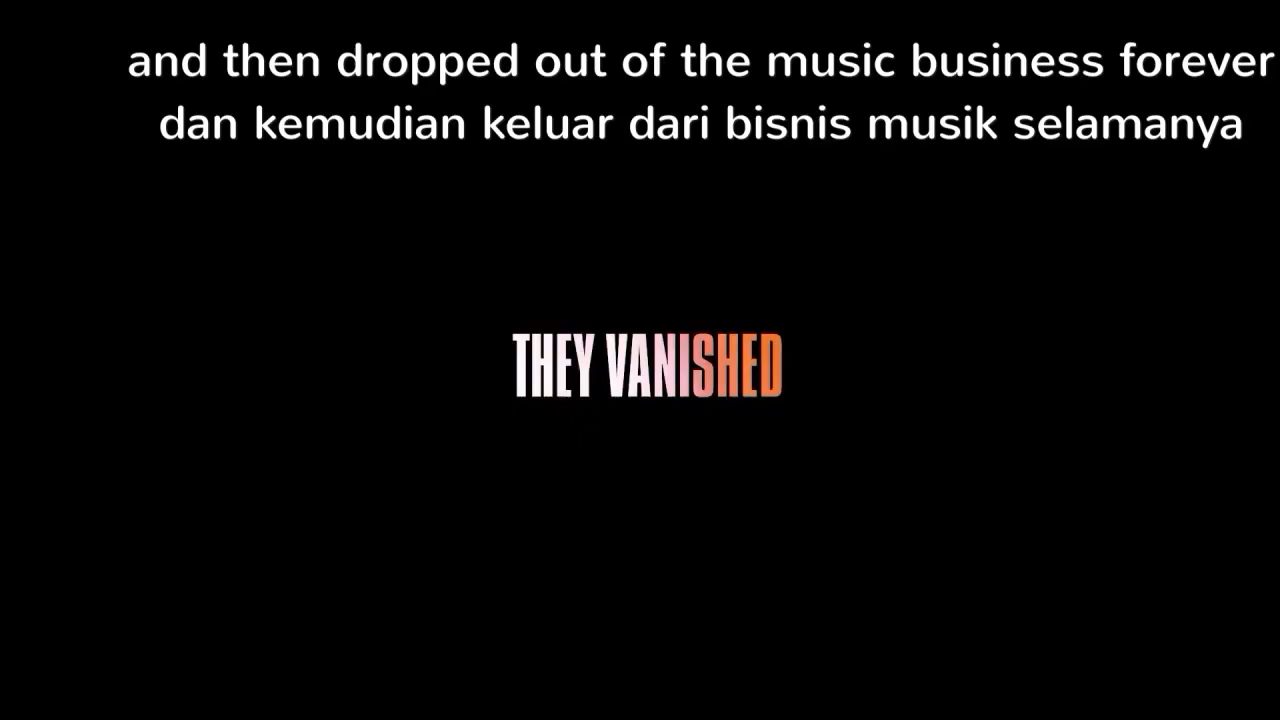 and then dropped out of the music business forever
dan kemudian keluar dari bisnis musik selamanya
THEY VANISHED